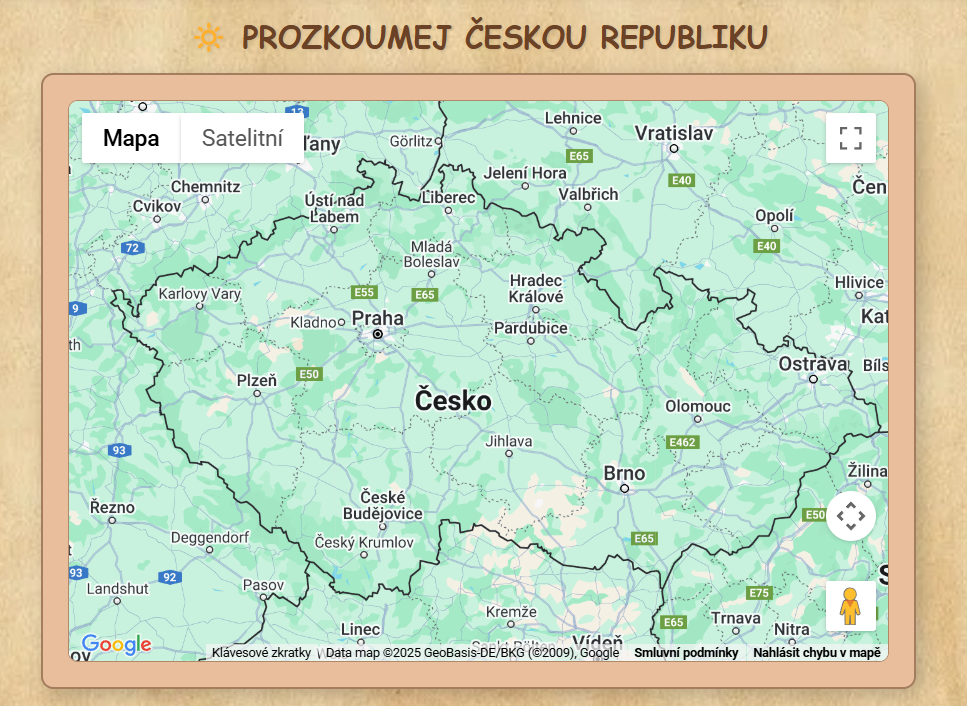 PROZKOUMEJ ČESKOU REPUBLIKU
Mapa
Satelitní
13
Görlitz
Lehnice
Vratislav
E65
E40
Chemnitz
Cvikov
Ústí nad
Labem
Liberec
Jelení Hora
Valbřich
Opolí
E40
72
Mladá
Boleslav
Hradec
Králové
Hlivice
9
Karlovy Vary
E55
E65
Kladno
Praha
Pardubice
Plzeň
E50
Ostrava
Česko
Olomouc
E462
Jihlava
93
Brno
Žilina
Řezno
České
Budějovice
E50
Deggendorf
Český Krumlov
E65
93
92
Landshut
Pasov
E75
Kremže
Trnava
E65
Linec
Nitra
Vídeň
Google
Klávesové zkratky
Data map ©2025 GeoBasis-DE/BKG (©2009), Google
Smluvní podmínky
Nahlásit chybu v mapě